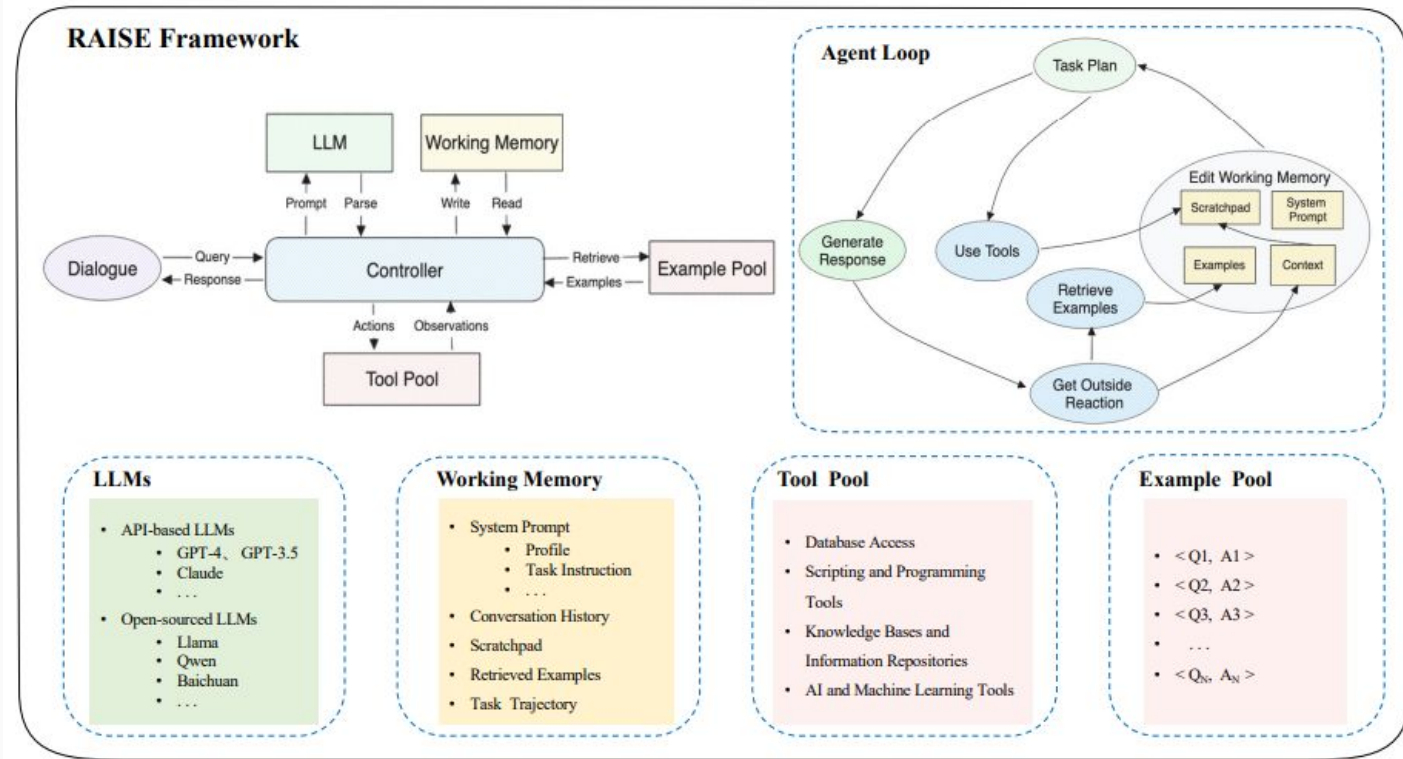 RAISE Framework
LLM
Working Memory
Prompt
Parse
Write
Read
Dialogue
Query
Response
Controller
Retrieve
Examples
Example Pool
Actions
Observations
Tool Pool
Agent Loop
Task Plan
Edit Working Memory
Scratchpad
System
Prompt
Generate
Response
Use Tools
Examples
Context
Retrieve
Examples
Get Outside
Reaction
LLMs
• API-based LLMs
• GPT-4、 GPT-3.5
• Claude
• . . .
• Open-sourced LLMs
• Llama
• Qwen
• Baichuan
• . . .
Working Memory
• System Prompt
• Profile
• Task Instruction
• . . .
• Conversation History
• Scratchpad
• Retrieved Examples
• Task Trajectory
Tool Pool
• Database Access
• Scripting and Programming
Tools
• Knowledge Bases and
Information Repositories
• AI and Machine Learning Tools
Example Pool
• < Q1, A1 >
• < Q2, A2 >
• < Q3, A3 >
• . . .
• < QN, AN >